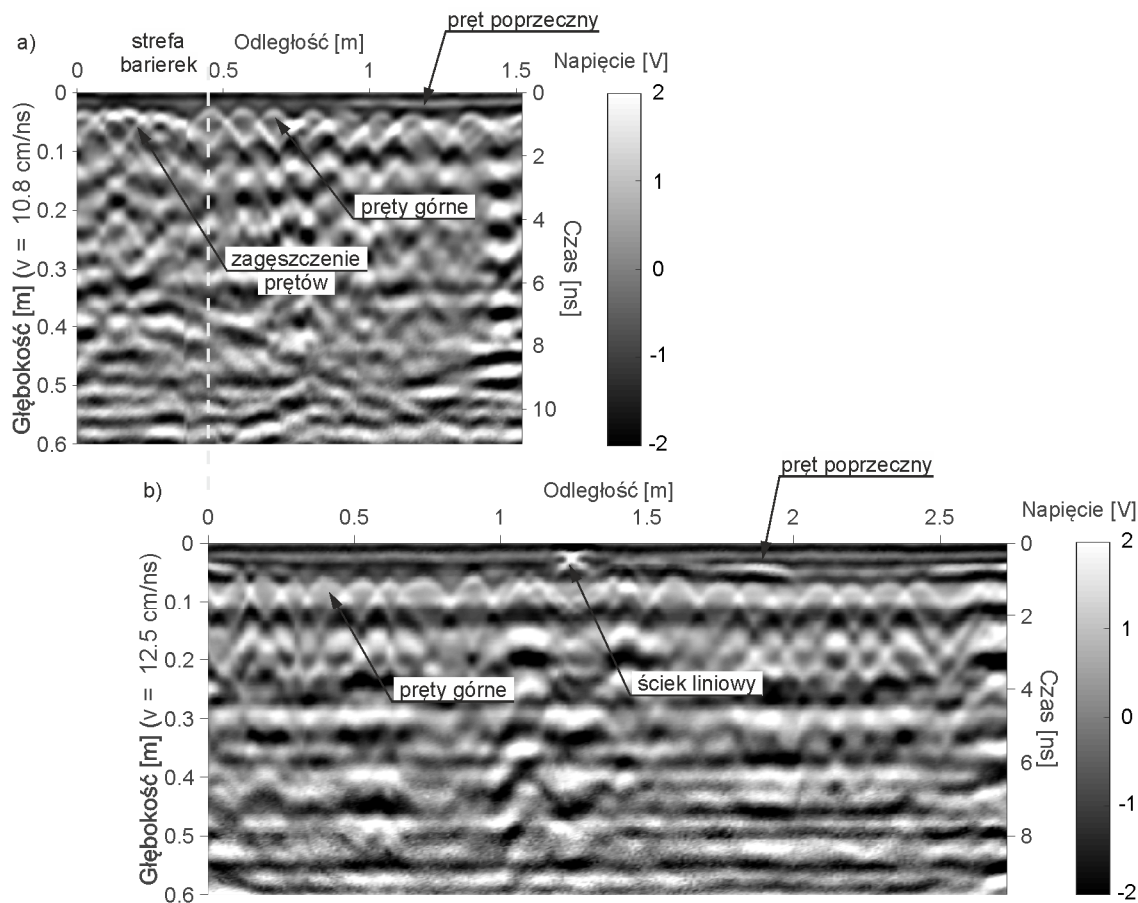 pręt poprzeczny
a)
strefa
barierek
Odległość [m]
Napięcie [V]
0
0.5
1
1.5
0
0.1
0.2
0.3
0.4
0.5
0.6
Głębokość [m] (v = 10.8 cm/ns)
0
2
4
6
8
10
Czas [ns]
2
1
0
-1
-2
pręty górne
zagęszczenie
prętów
pręt poprzeczny
b)
Odległość [m]
Napięcie [V]
0
0.5
1
1.5
2
2.5
0
0.1
0.2
0.3
0.4
0.5
0.6
Głębokość [m] (v = 12.5 cm/ns)
0
2
4
6
8
Czas [ns]
2
1
0
-1
-2
pręty górne
ściek liniowy